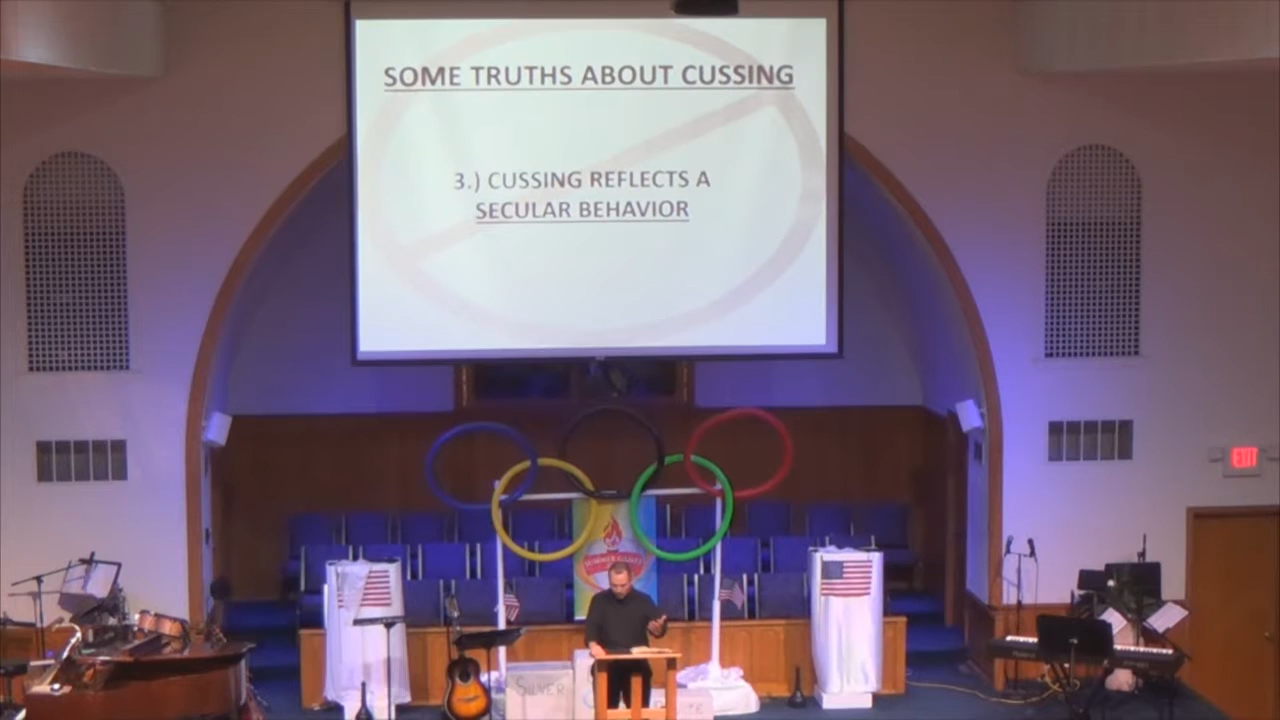 SOME TRUTHS ABOUT CUSSING
3.) CUSSING REFLECTS A
SECULAR BEHAVIOR
EXIT
SILVER